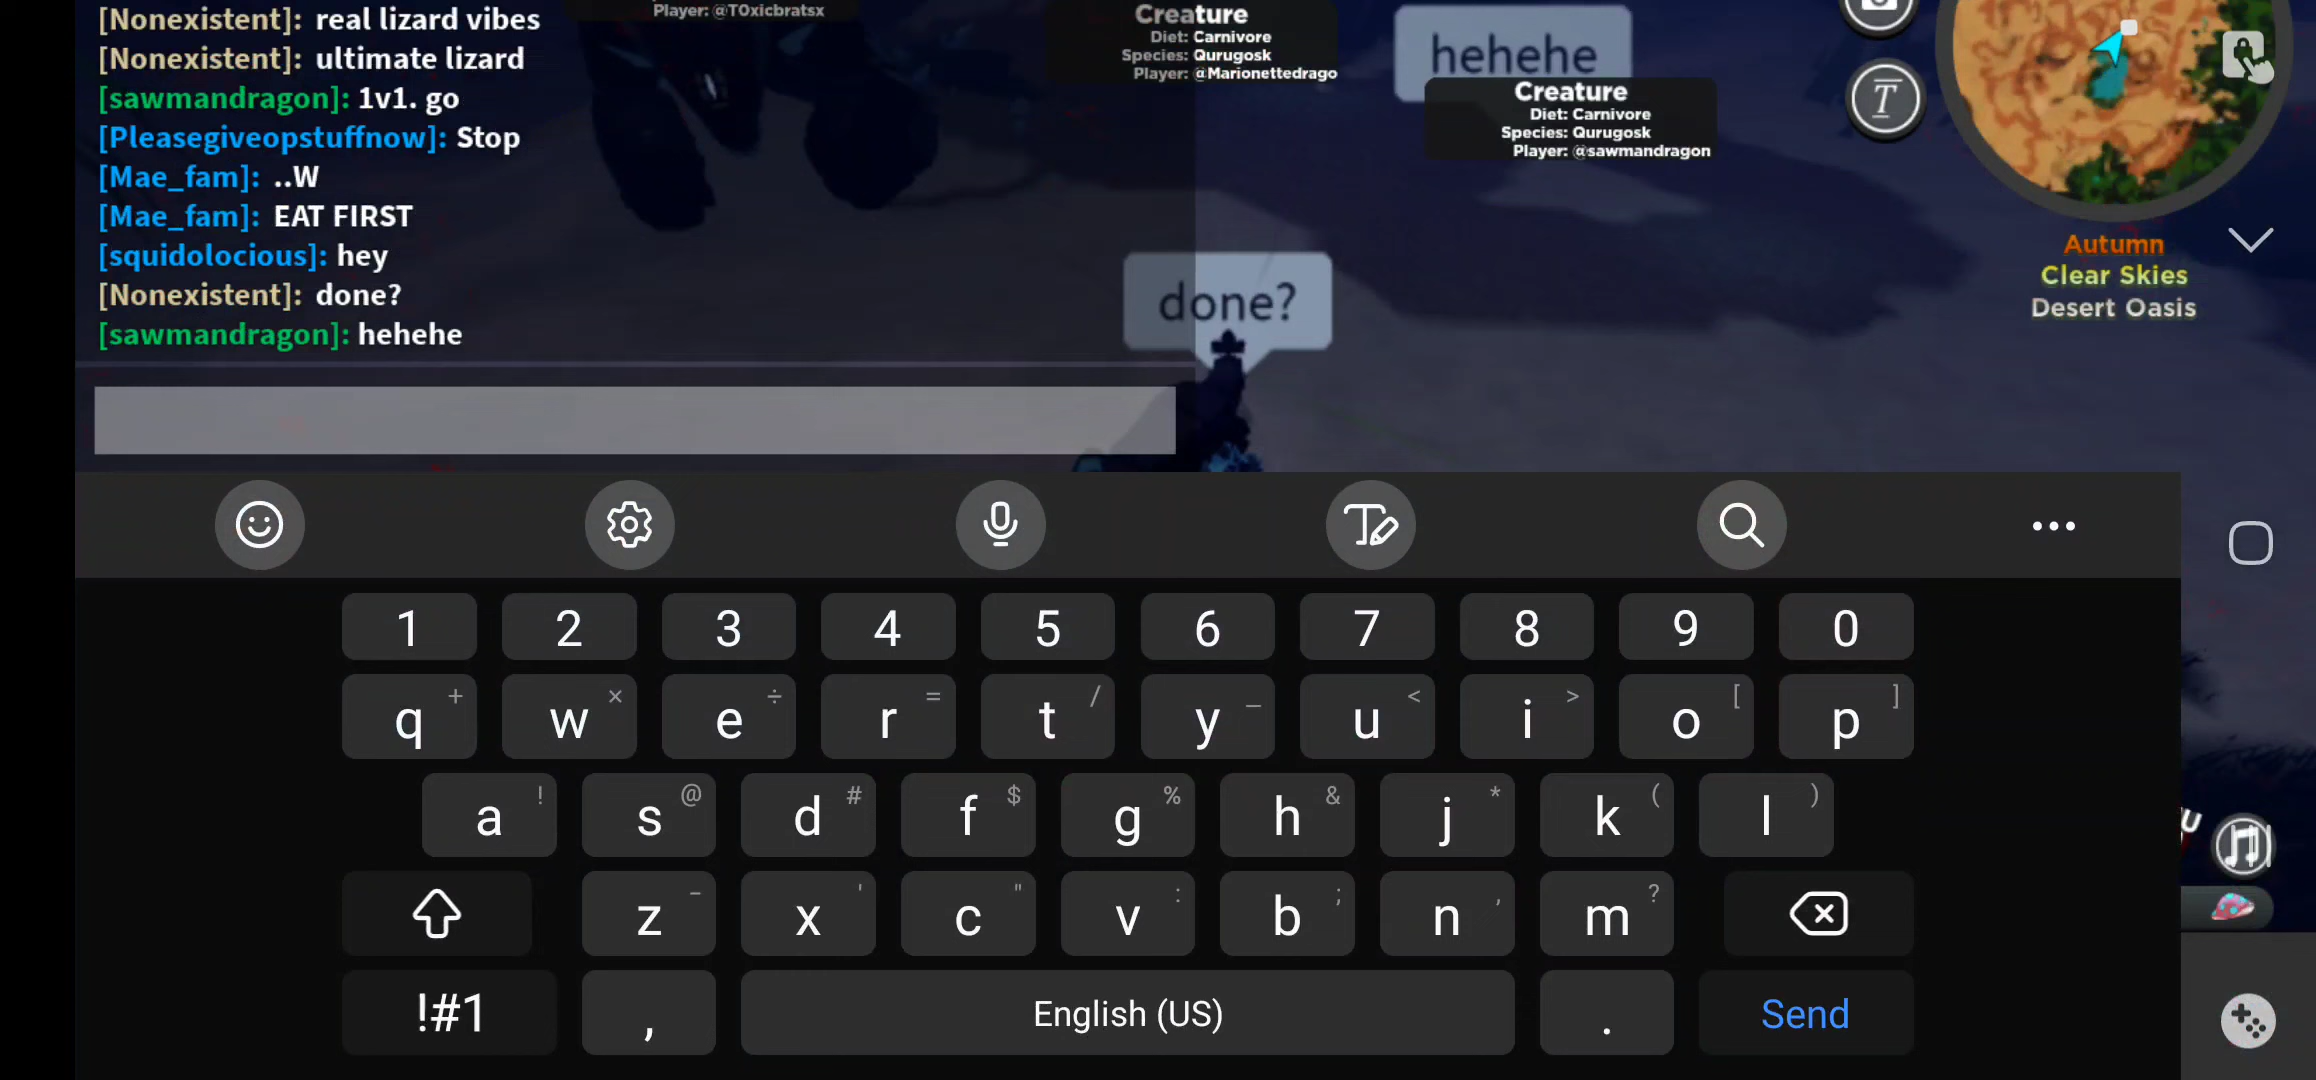 [Nonexistent]: real lizard vibes
[Nonexistent]: ultimate lizard
[sawmandragon]: 1v1. go
[Pleasegiveopstuffnow]: Stop
[Mae_fam]: ..W
[Mae_fam]: EAT FIRST
[squidolocious]: hey
[Nonexistent]: done?
[sawmandragon]: hehehe
Player: @T0xicbratsx
Creature
Diet: Carnivore
Species: Qurugosk
Player: @Marionettedrago
hehehe
Creature
Diet: Carnivore
Species: Qurugosk
Player: @sawmandragon
done?
T
Autumn
Clear Skies
Desert Oasis
1 2 3 4 5 6 7 8 9 0
q + w × e ÷ r = t / y _ u < i > o [ p ]
a ! s @ d # f $ g % h & j * k ( l )
z - x ' c " v : b ; n , m ?
!#1 , English (US) . Send
U